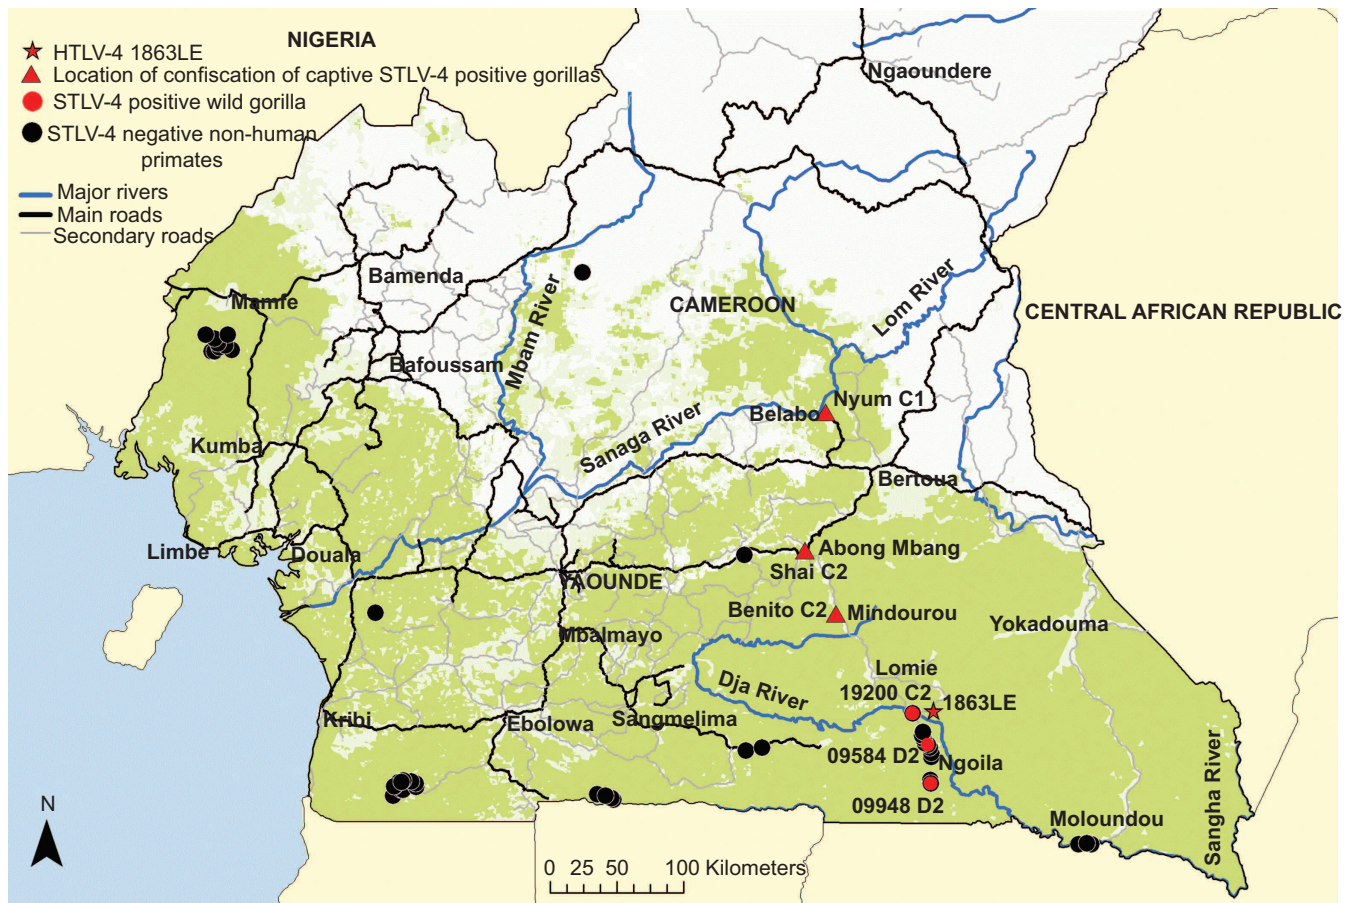 NIGERIA
HTLV-4 1863LE
Location of confiscation of captive STLV-4 positive gorillas
STLV-4 positive wild gorilla
STLV-4 negative non-human
primates
Major rivers
Main roads
Secondary roads
Ngaoundere
Bamenda
Mamfe
CAMEROON
Lom River
CENTRAL AFRICAN REPUBLIC
Mbam River
Bafoussam
Nyum C1
Belabo
Sanaga River
Kumba
Bertoua
Limbe
Douala
Abong Mbang
Shai C2
YAOUNDE
Benito C2
Mindourou
Yokadouma
Mbalmayo
Lomie
Dja River
19200 C2
1863LE
Kribi
Ebolowa
Sangmelima
09584 D2
Ngoila
Sangha River
09948 D2
Moloundou
N
0 25 50 100 Kilometers